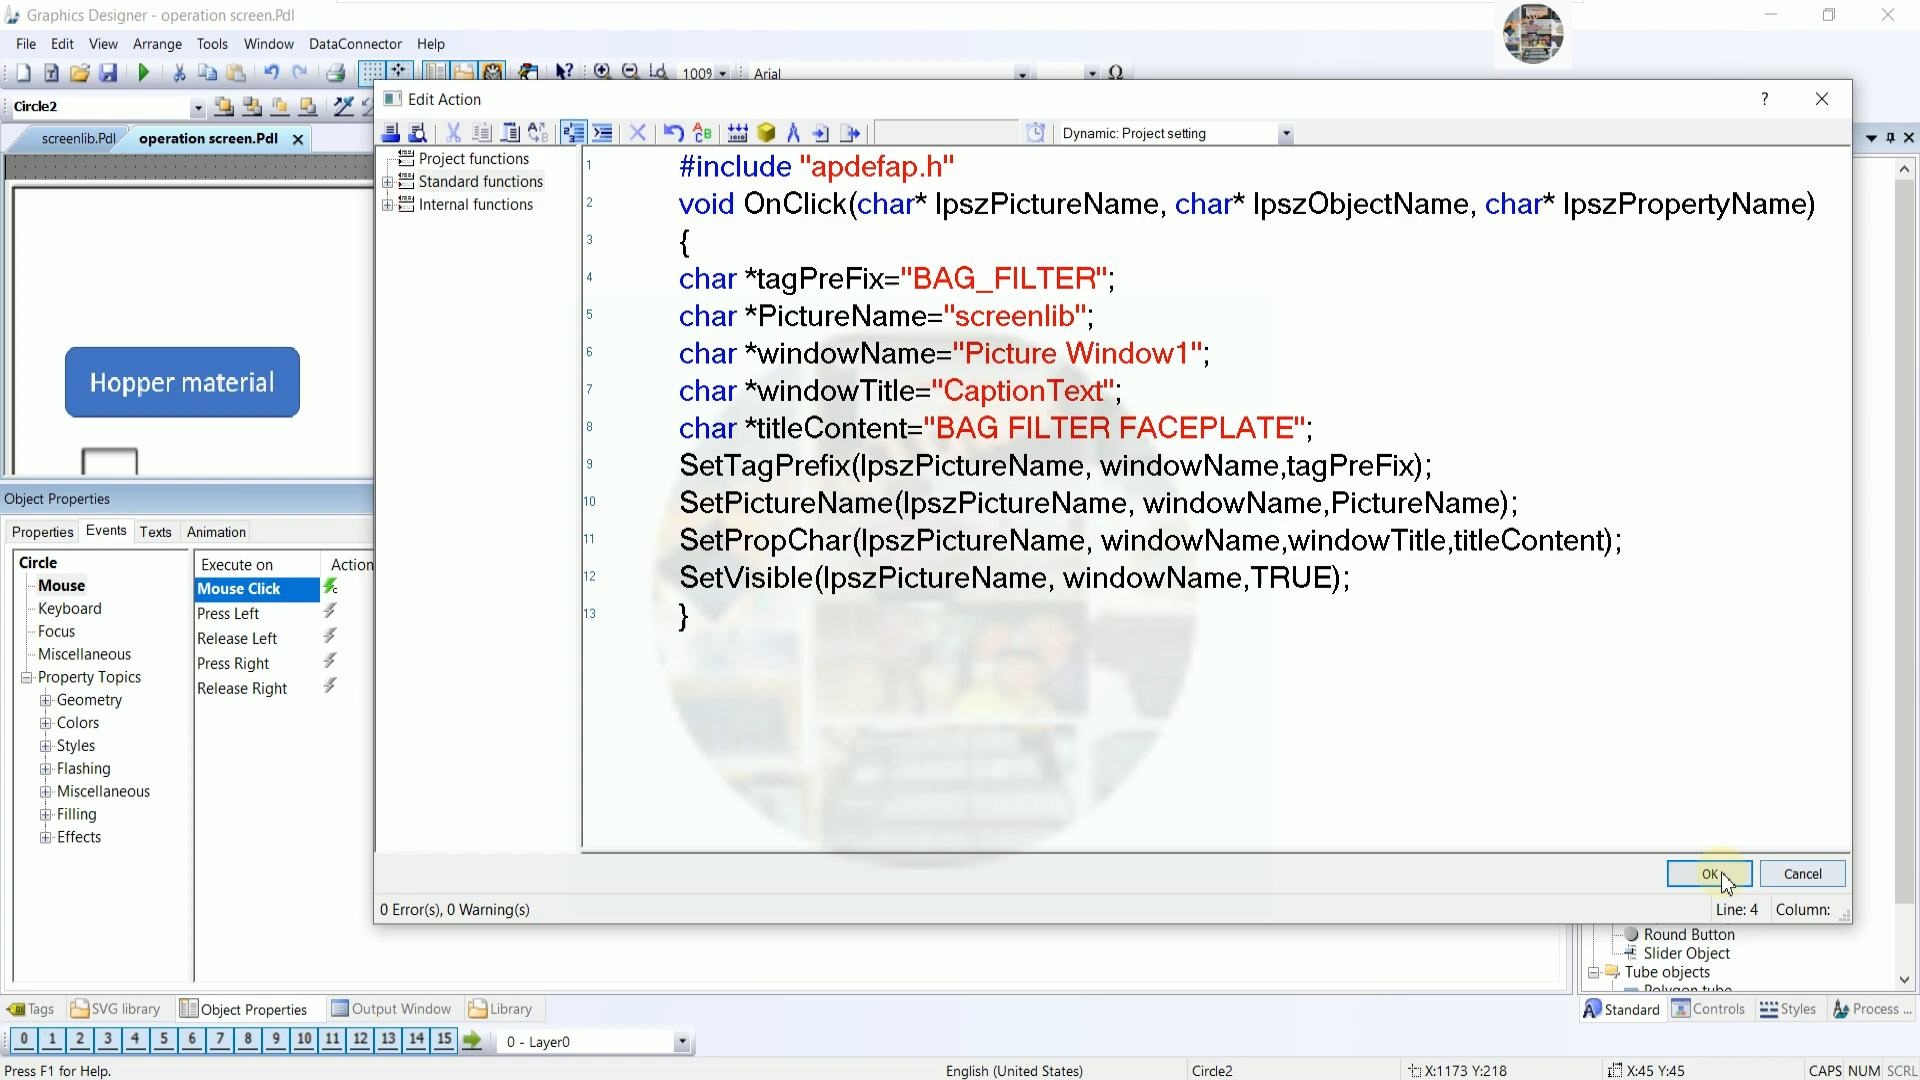 Graphics Designer - operation screen.Pdl
File Edit View Arrange Tools Window DataConnector Help
1009 Arial
Circle2
screenlib.Pdl operation screen.Pdl
Edit Action
Dynamic: Project setting
Project functions
Standard functions
Internal functions
1 #include "apdefap.h"
2 void OnClick(char* lpszPictureName, char* lpszObjectName, char* lpszPropertyName)
3 {
4 char *tagPreFix="BAG_FILTER";
5 char *PictureName="screenlib";
6 char *windowName="Picture Window1";
7 char *windowTitle="CaptionText";
8 char *titleContent="BAG FILTER FACEPLATE";
9 SetTagPrefix(lpszPictureName, windowName,tagPreFix);
10 SetPictureName(lpszPictureName, windowName,PictureName);
11 SetPropChar(lpszPictureName, windowName,windowTitle,titleContent);
12 SetVisible(lpszPictureName, windowName,TRUE);
13 }
OK Cancel
0 Error(s), 0 Warning(s)
Line: 4 Column:
Hopper material
Object Properties
Properties Events Texts Animation
Circle
Mouse
Keyboard
Focus
Miscellaneous
Property Topics
Geometry
Colors
Styles
Flashing
Miscellaneous
Filling
Effects
Execute on Action
Mouse Click
Press Left
Release Left
Press Right
Release Right
Round Button
Slider Object
Tube objects
Polygon tube
Tags SVG library Object Properties Output Window Library
Standard Controls Styles Process ...
0 1 2 3 4 5 6 7 8 9 10 11 12 13 14 15 0 - Layer0
Press F1 for Help. English (United States) Circle2 X:1173 Y:218 X:45 Y:45 CAPS NUM SCRL